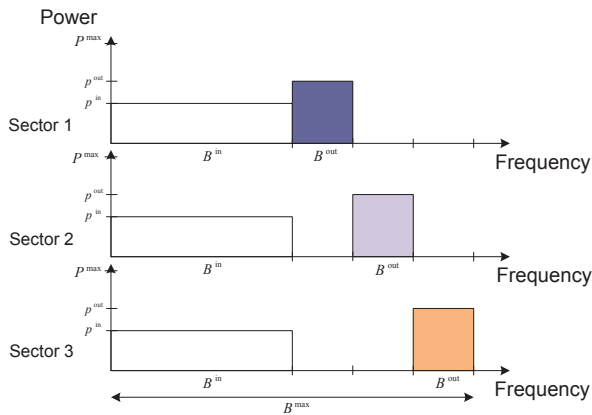 Power
P max
p out
p in
Sector 1
B in
B out
Frequency
P max
p out
p in
Sector 2
B in
B out
Frequency
P max
p out
p in
Sector 3
B in
B out
Frequency
B max